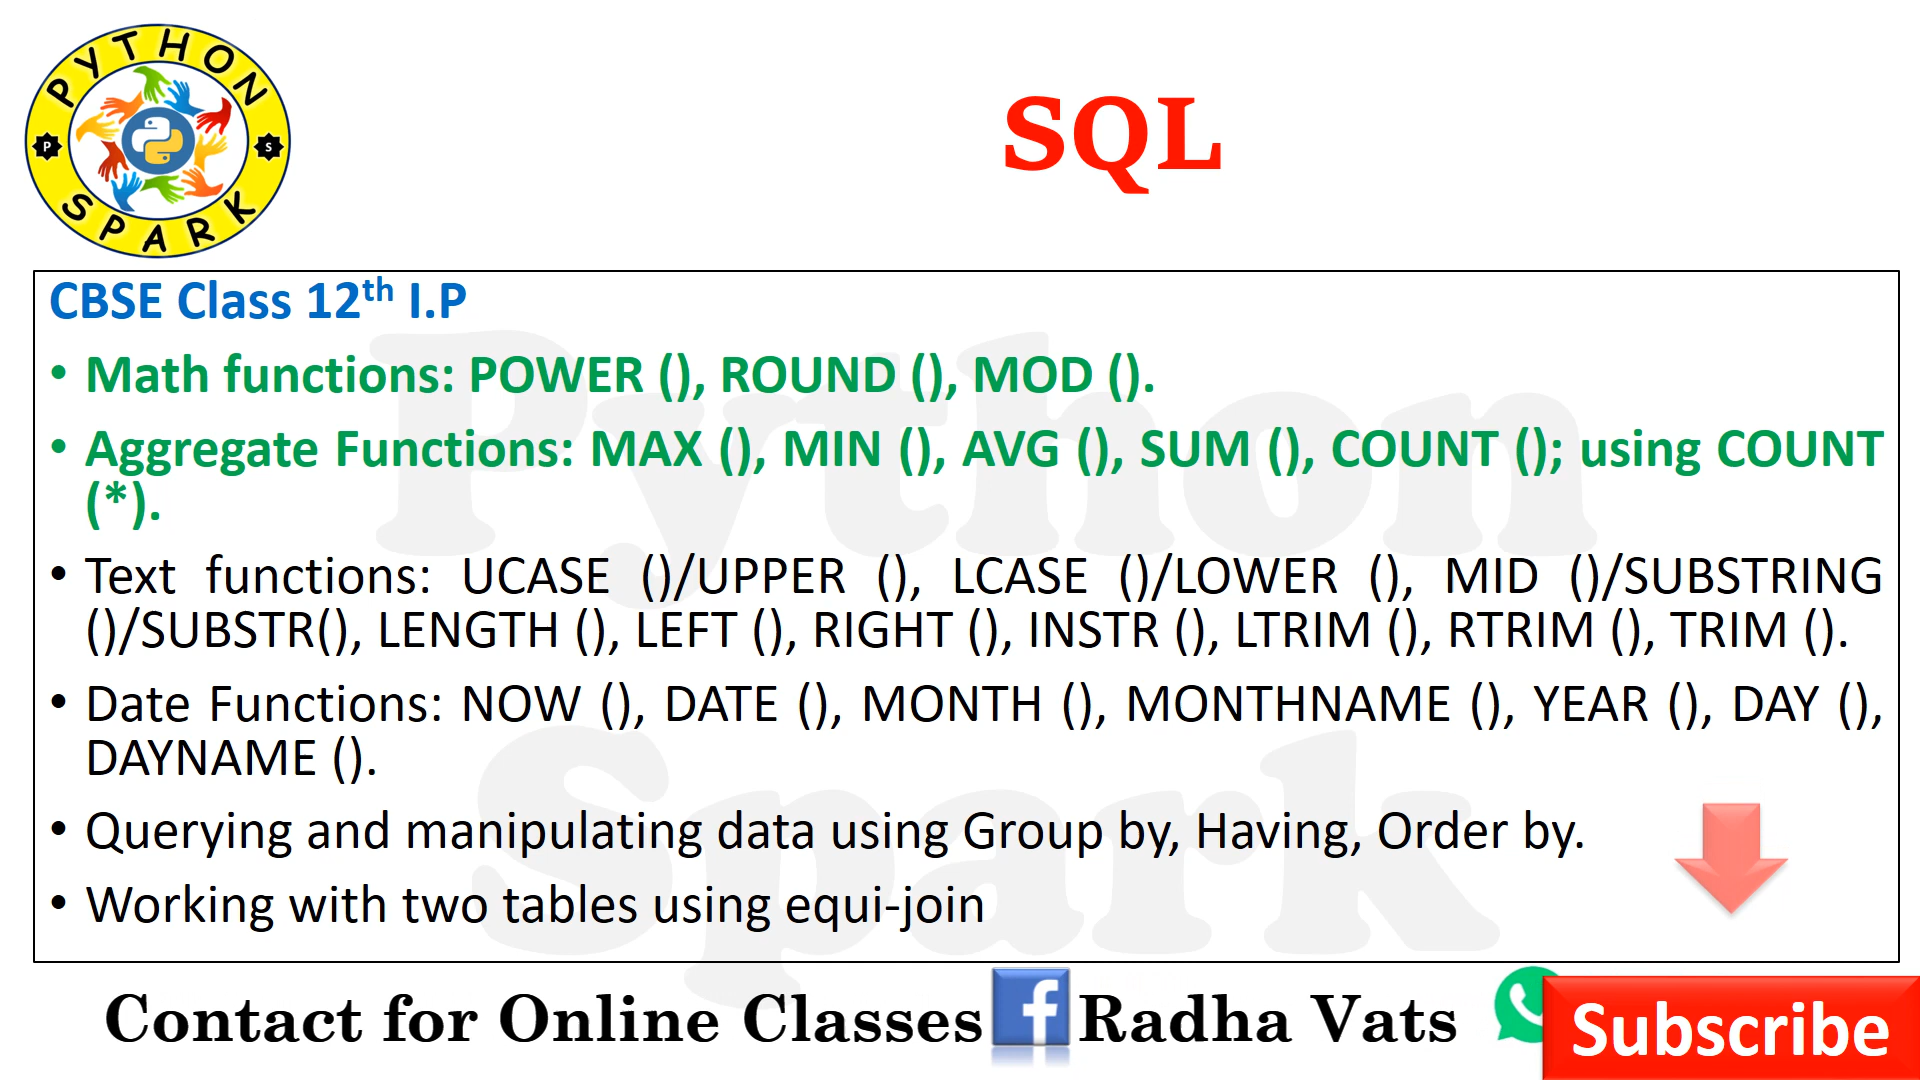 PYTHON
P S
SPARK
SQL
CBSE Class 12th I.P
• Math functions: POWER (), ROUND (), MOD ().
• Aggregate Functions: MAX (), MIN (), AVG (), SUM (), COUNT (); using COUNT
(*).
• Text functions: UCASE ()/UPPER (), LCASE ()/LOWER (), MID ()/SUBSTRING
()/SUBSTR(), LENGTH (), LEFT (), RIGHT (), INSTR (), LTRIM (), RTRIM (), TRIM ().
• Date Functions: NOW (), DATE (), MONTH (), MONTHNAME (), YEAR (), DAY (),
DAYNAME ().
• Querying and manipulating data using Group by, Having, Order by.
• Working with two tables using equi-join
Python
Spark
Contact for Online Classes f Radha Vats
Subscribe